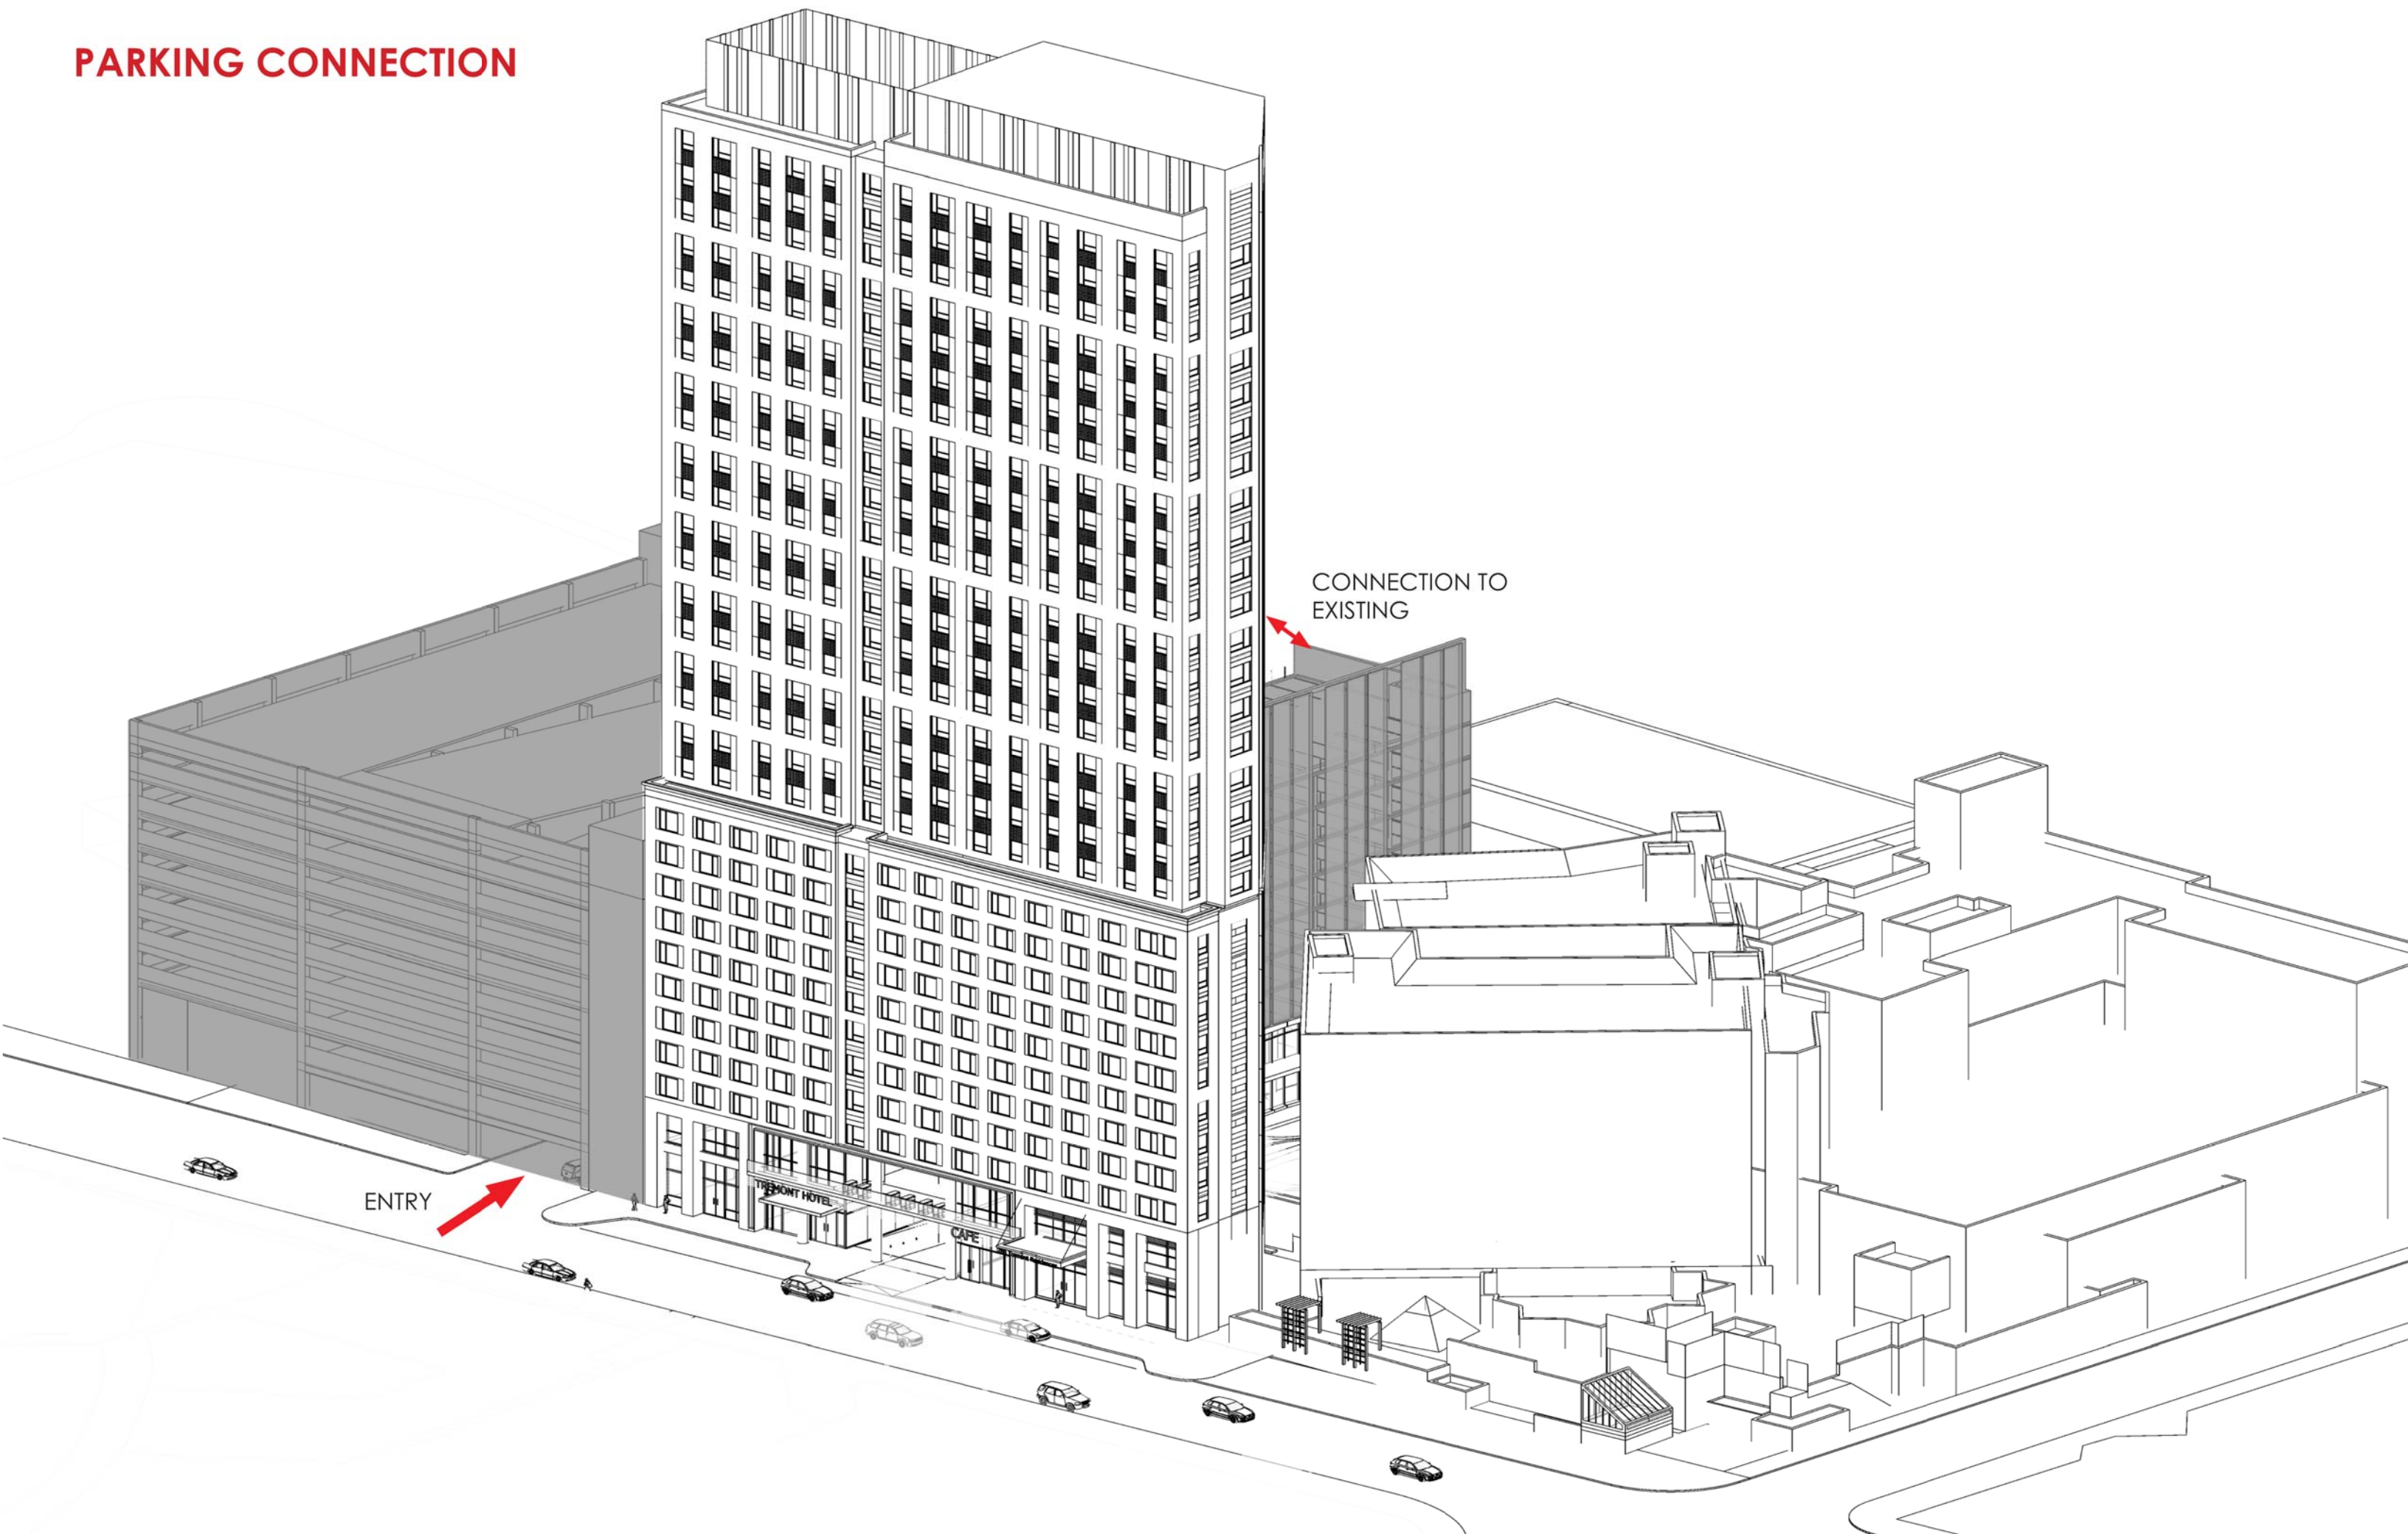 PARKING CONNECTION
CONNECTION TO
EXISTING
ENTRY
TREMONT HOTEL
CAFE